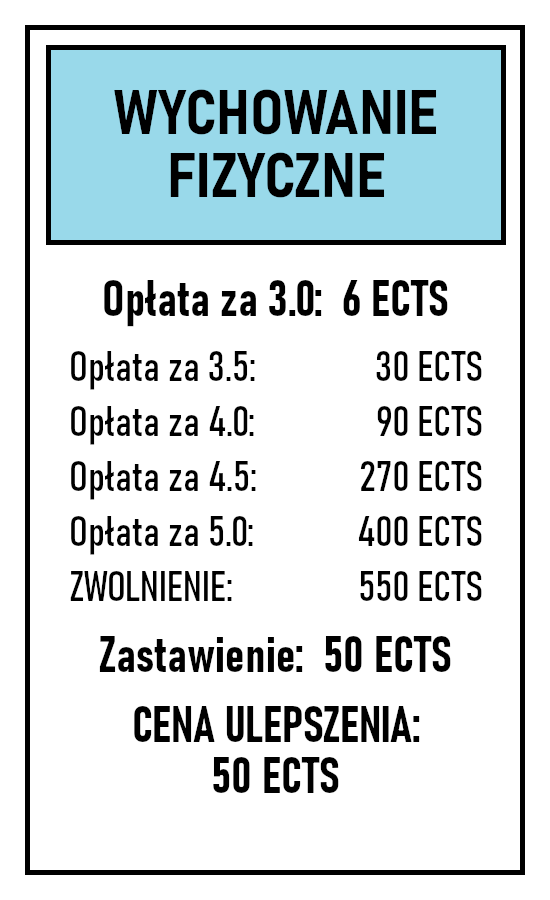 WYCHOWANIE
FIZYCZNE
Opłata za 3.0: 6 ECTS
Opłata za 3.5: 30 ECTS
Opłata za 4.0: 90 ECTS
Opłata za 4.5: 270 ECTS
Opłata za 5.0: 400 ECTS
ZWOLNIENIE: 550 ECTS
Zastawienie: 50 ECTS
CENA ULEPSZENIA:
50 ECTS